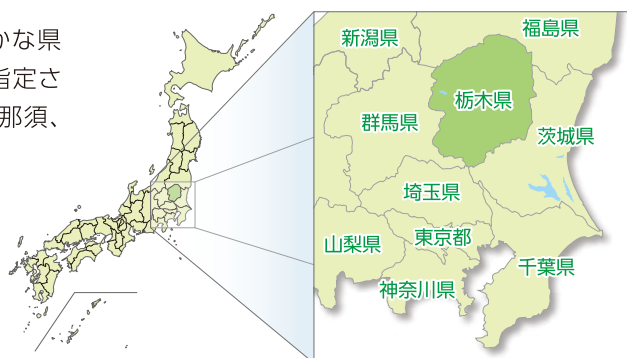 かな県
指定さ
那須、
新潟県
福島県
栃木県
群馬県
茨城県
埼玉県
山梨県
東京都
千葉県
神奈川県